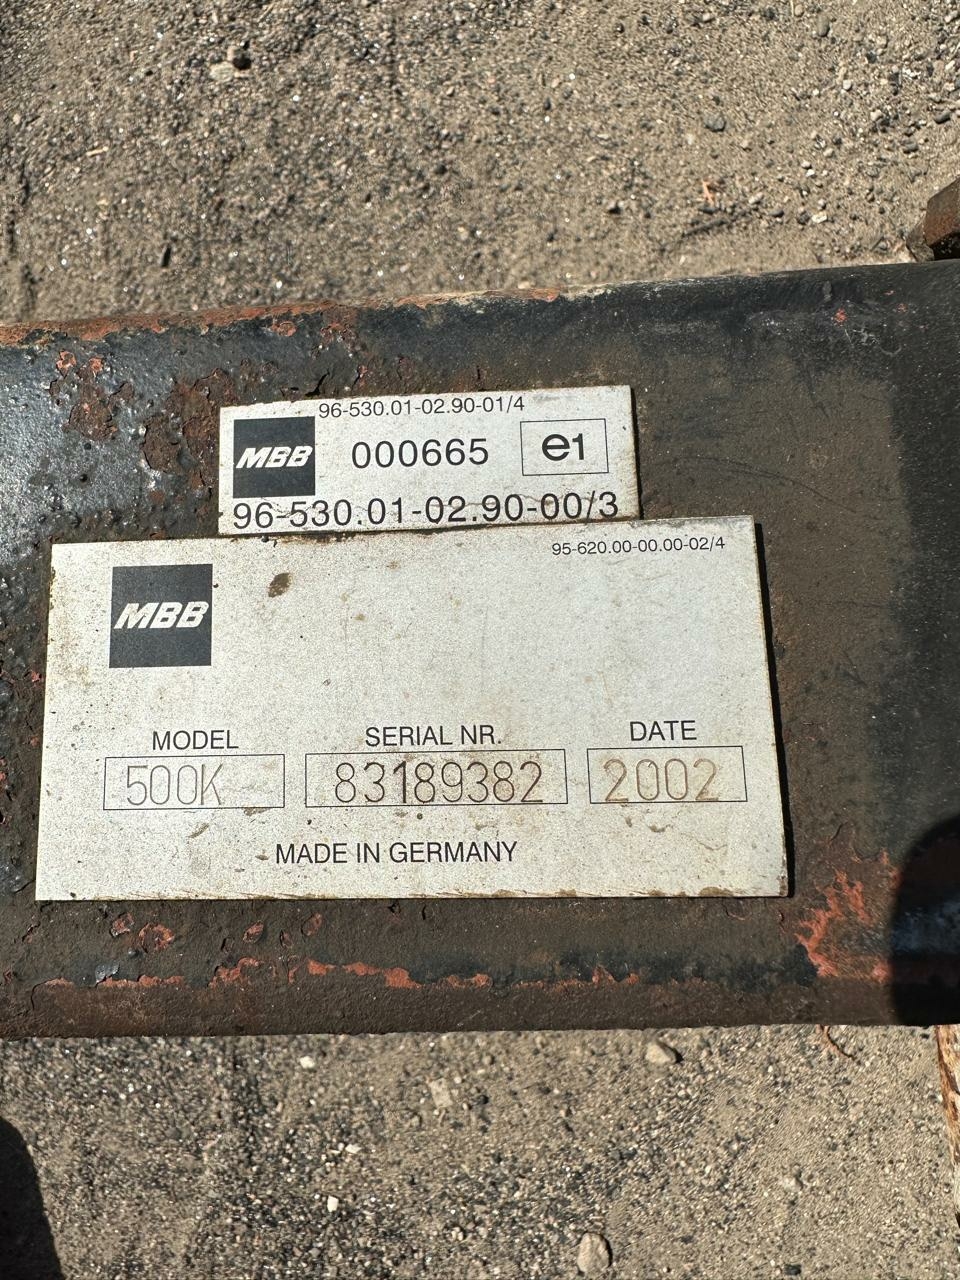 96-530.01-02.90-01/4
MBB 000665 e1
96-530.01-02.90-00/3
95-620.00-00.00-02/4
MBB
MODEL SERIAL NR. DATE
500K 83189382 2002
MADE IN GERMANY